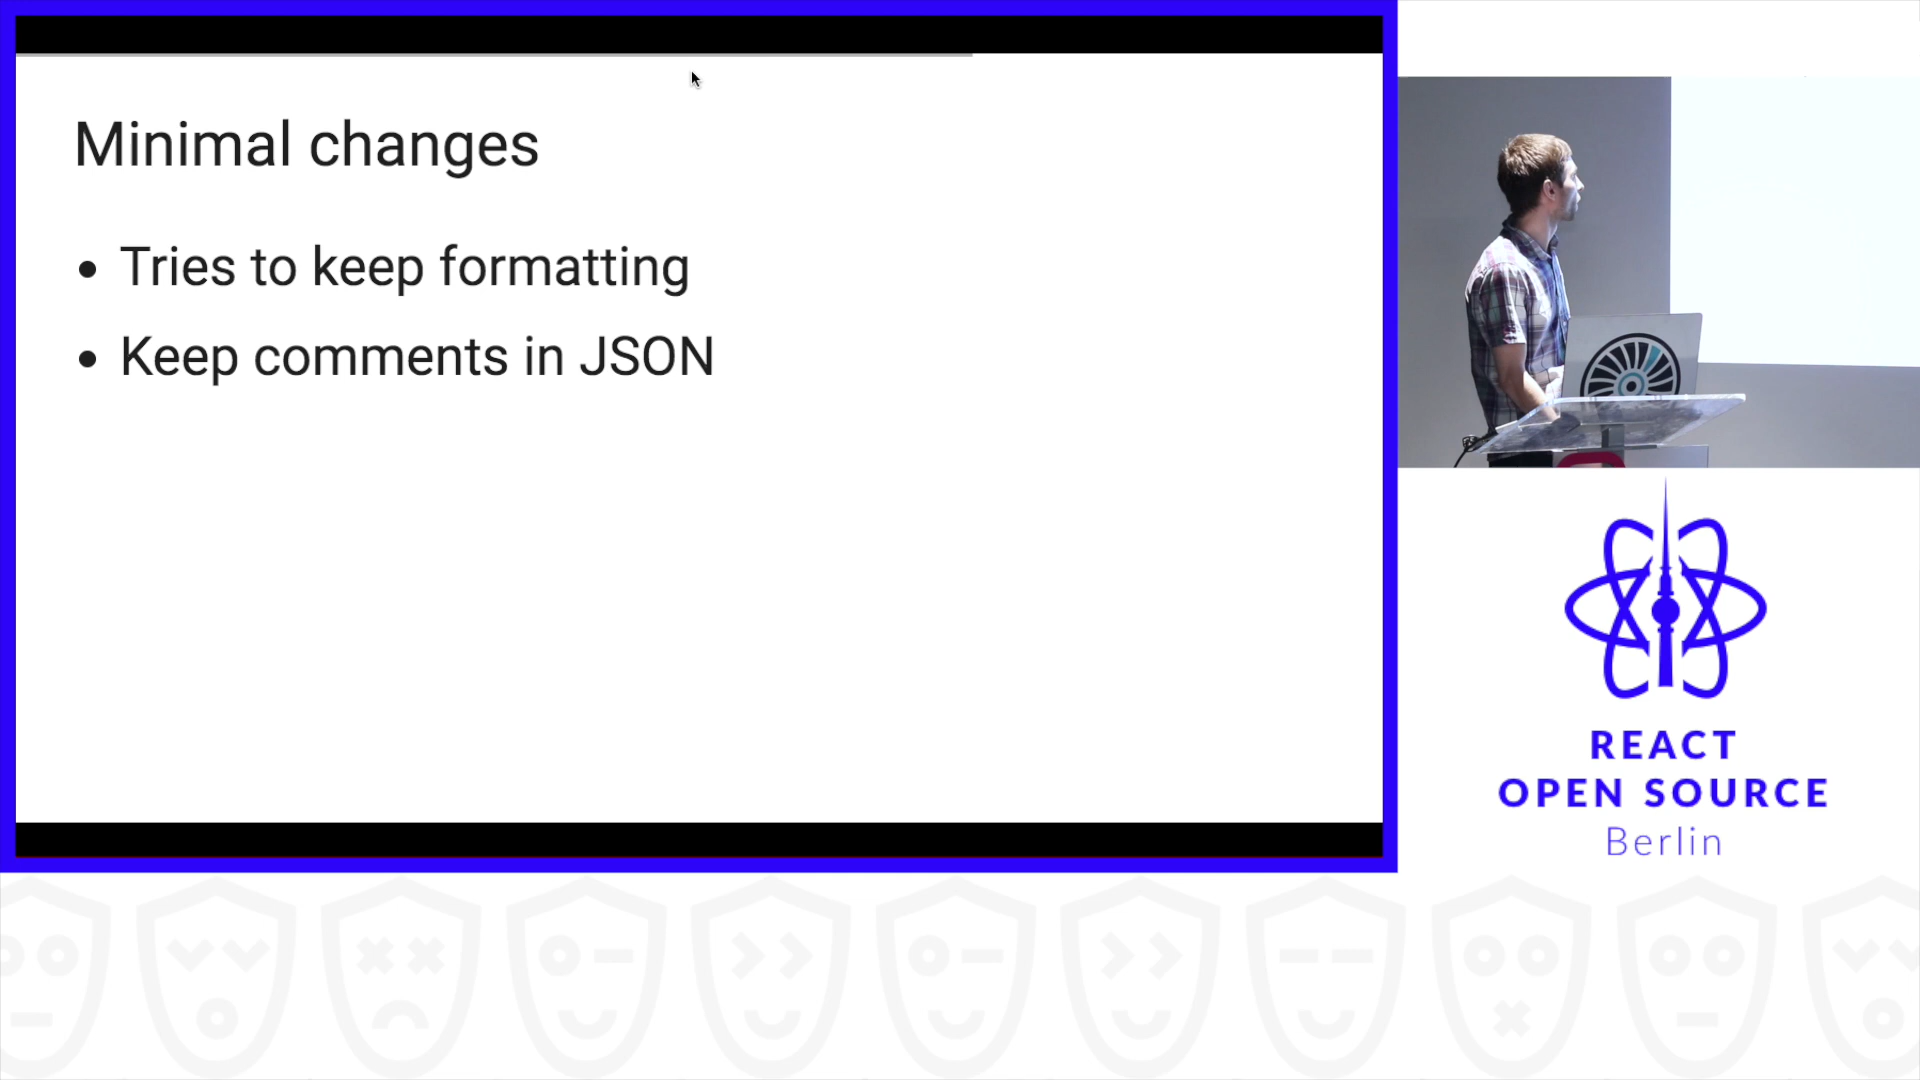 Minimal changes
Tries to keep formatting
Keep comments in JSON
REACT
OPEN SOURCE
Berlin